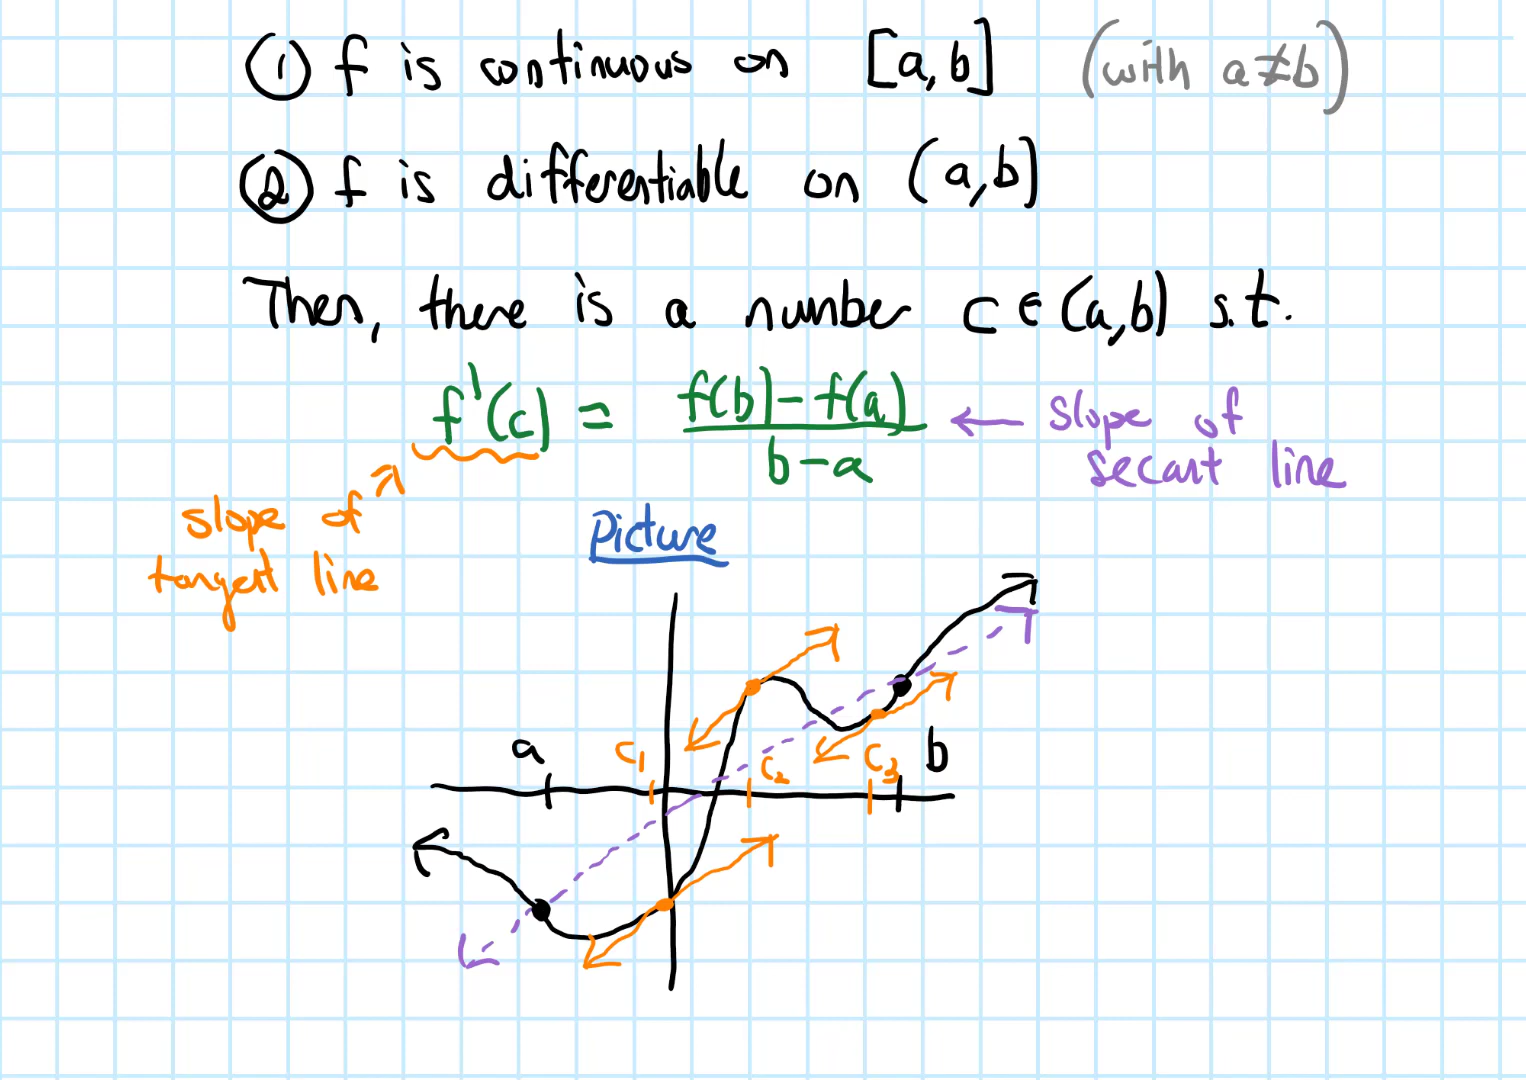 ① f is continuous on [a,b] (with a≠b)
② f is differentiable on (a,b)
Then, there is a number c ∈ (a,b) s.t.
f'(c) = f(b)-f(a) / b-a ← slope of
secant line
slope of
tangent line
Picture
a c₁ c₂ c₃ b